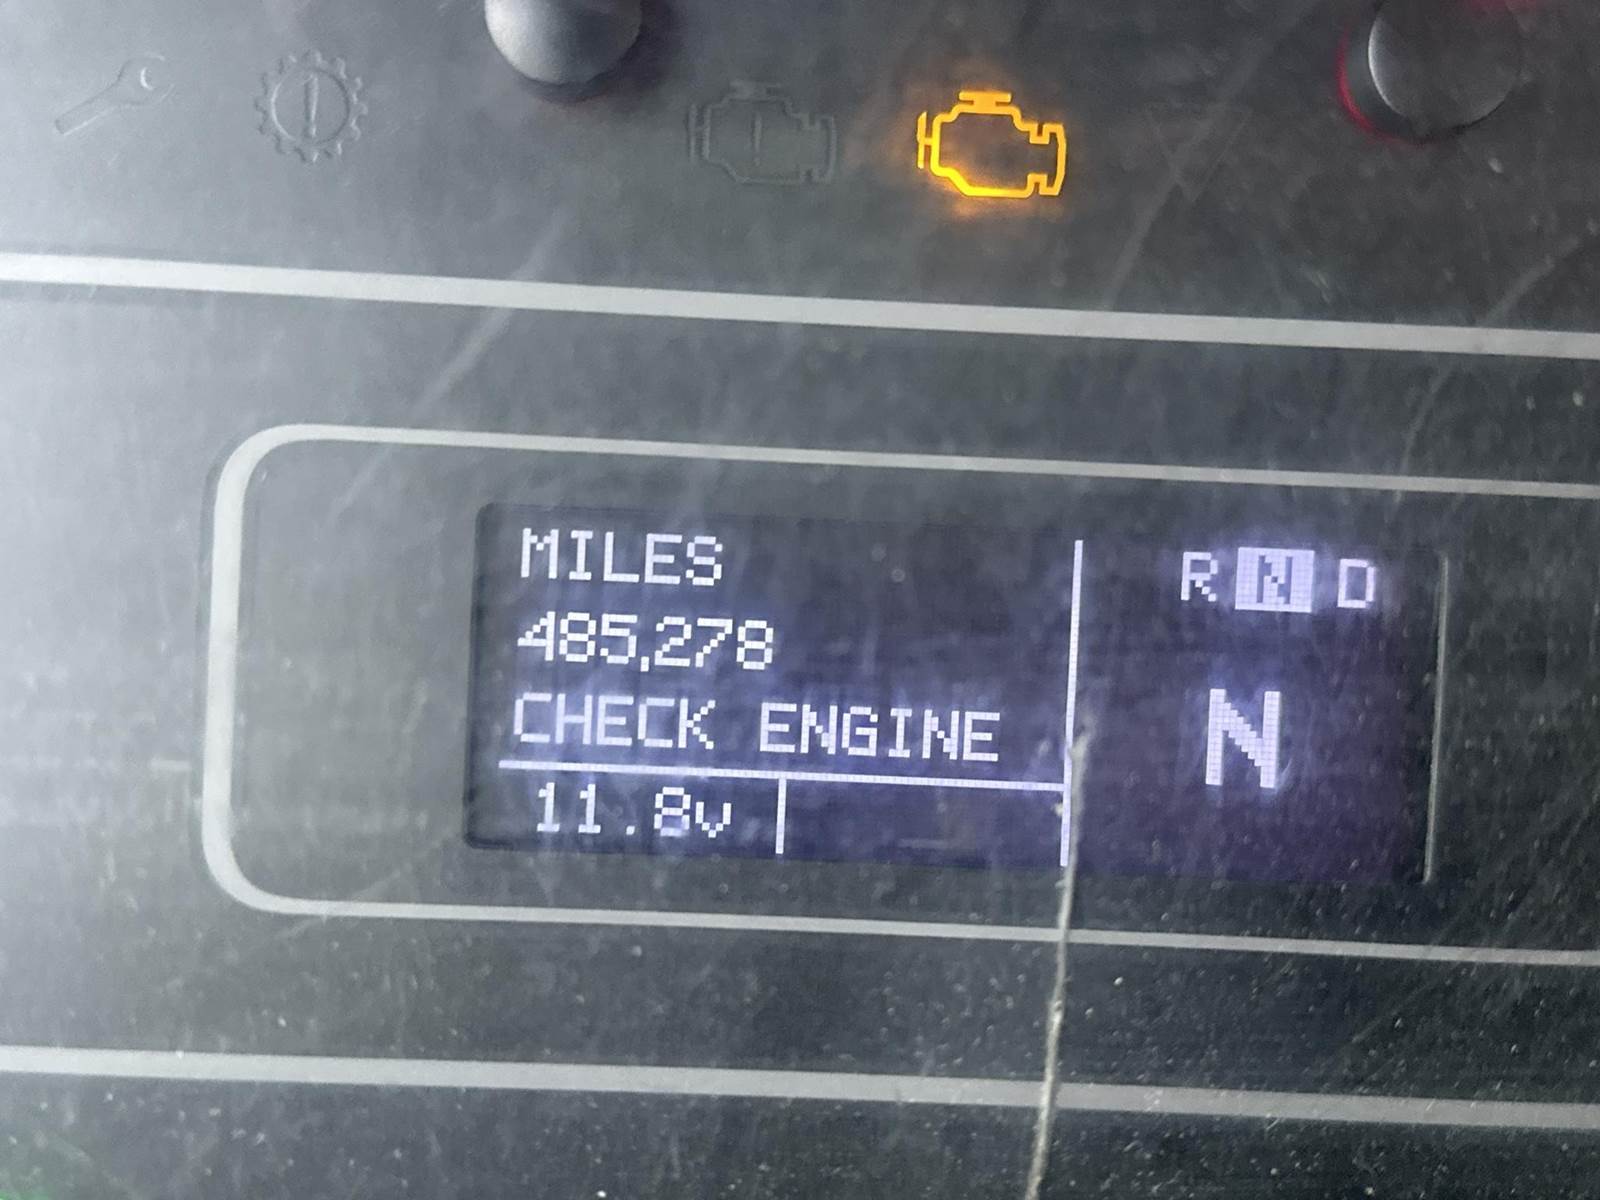 MILES
485,278
CHECK ENGINE
11.8v
R N D
N